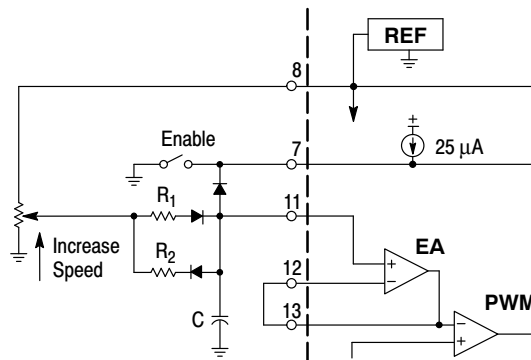 REF
8
Enable
7
25 μA
R1
11
Increase
Speed
EA
12
R2
13
PWM
C